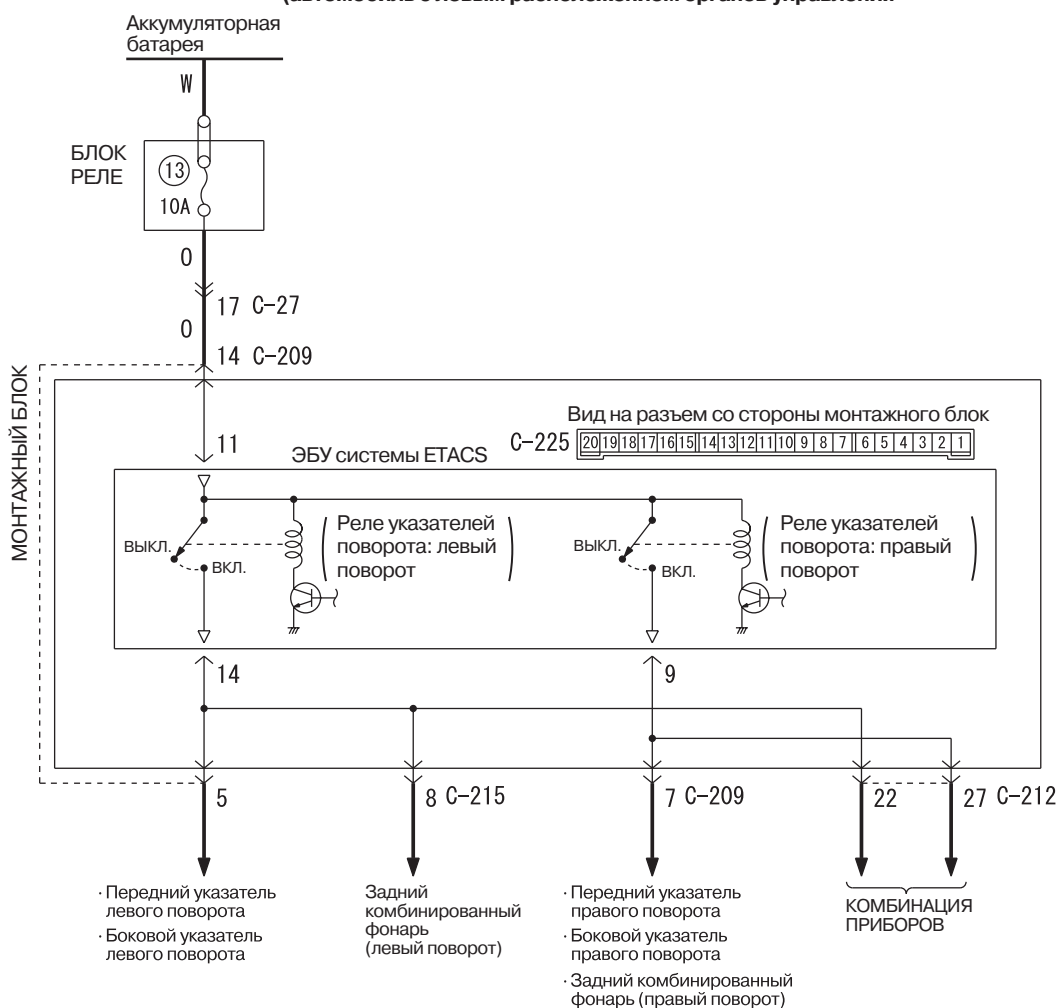 (автомобиль с левым расположением органов управления
Аккумуляторная
батарея
W
БЛОК
РЕЛЕ
13
10A
O
17 C-27
O
14 C-209
МОНТАЖНЫЙ БЛОК
11
Вид на разъем со стороны монтажного блок
C-225 20 19 18 17 16 15 14 13 12 11 10 9 8 7 6 5 4 3 2 1
ЭБУ системы ETACS
ВЫКЛ.
ВКЛ.
Реле указателей
поворота: левый
поворот
ВЫКЛ.
ВКЛ.
Реле указателей
поворота: правый
поворот
14
9
5
8 C-215
7 C-209
22
27 C-212
· Передний указатель
левого поворота
· Боковой указатель
левого поворота
Задний
комбинированный
фонарь
(левый поворот)
· Передний указатель
правого поворота
· Боковой указатель
правого поворота
· Задний комбинированный
фонарь (правый поворот)
КОМБИНАЦИЯ
ПРИБОРОВ